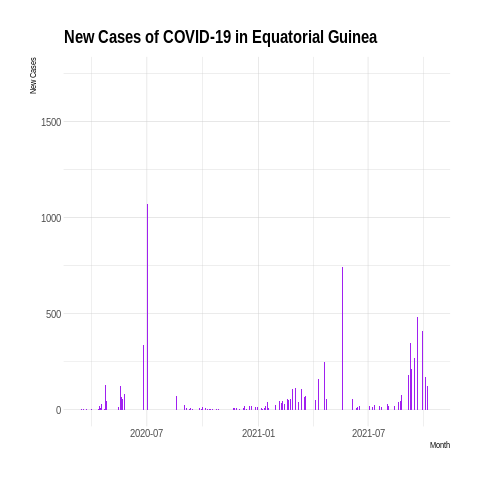 New Cases of COVID-19 in Equatorial Guinea
New Cases
1500
1000
500
0
2020-07
2021-01
2021-07
Month